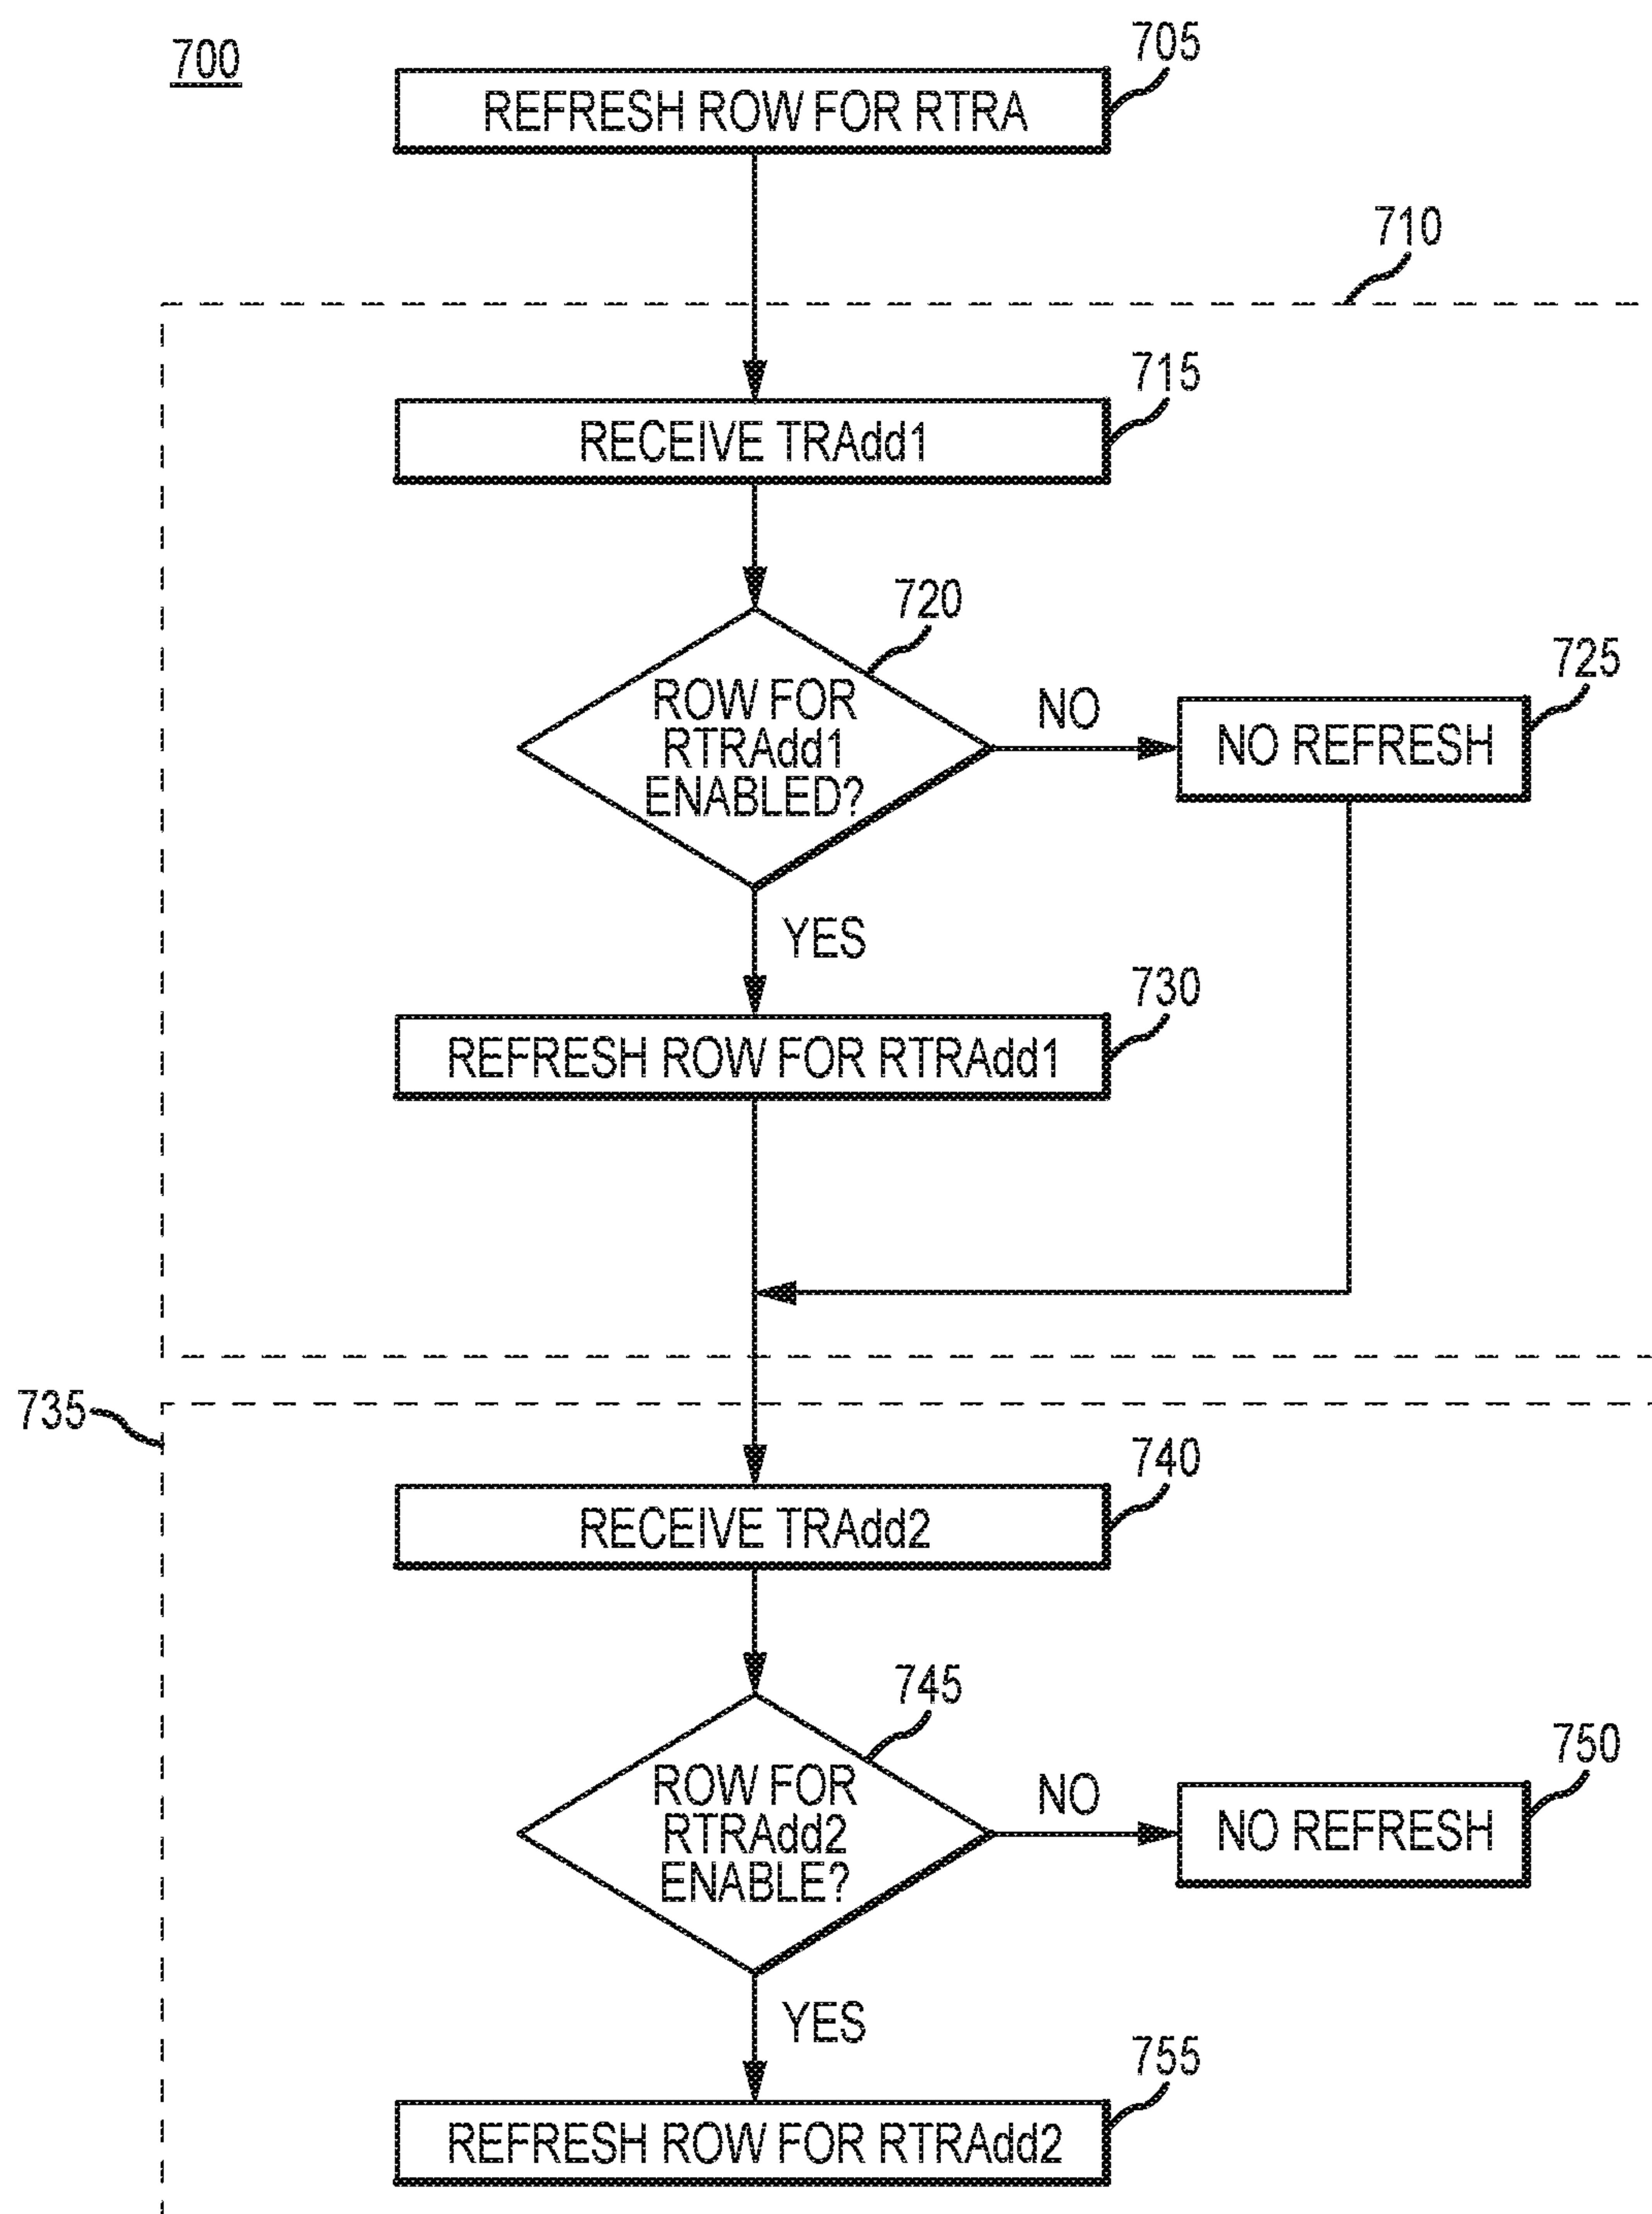 700
705
REFRESH ROW FOR RTRA
710
715
RECEIVE TRAdd1
720
ROW FOR
RTRAdd1
ENABLED?
NO
725
NO REFRESH
YES
730
REFRESH ROW FOR RTRAdd1
735
740
RECEIVE TRAdd2
745
ROW FOR
RTRAdd2
ENABLE?
NO
750
NO REFRESH
YES
755
REFRESH ROW FOR RTRAdd2